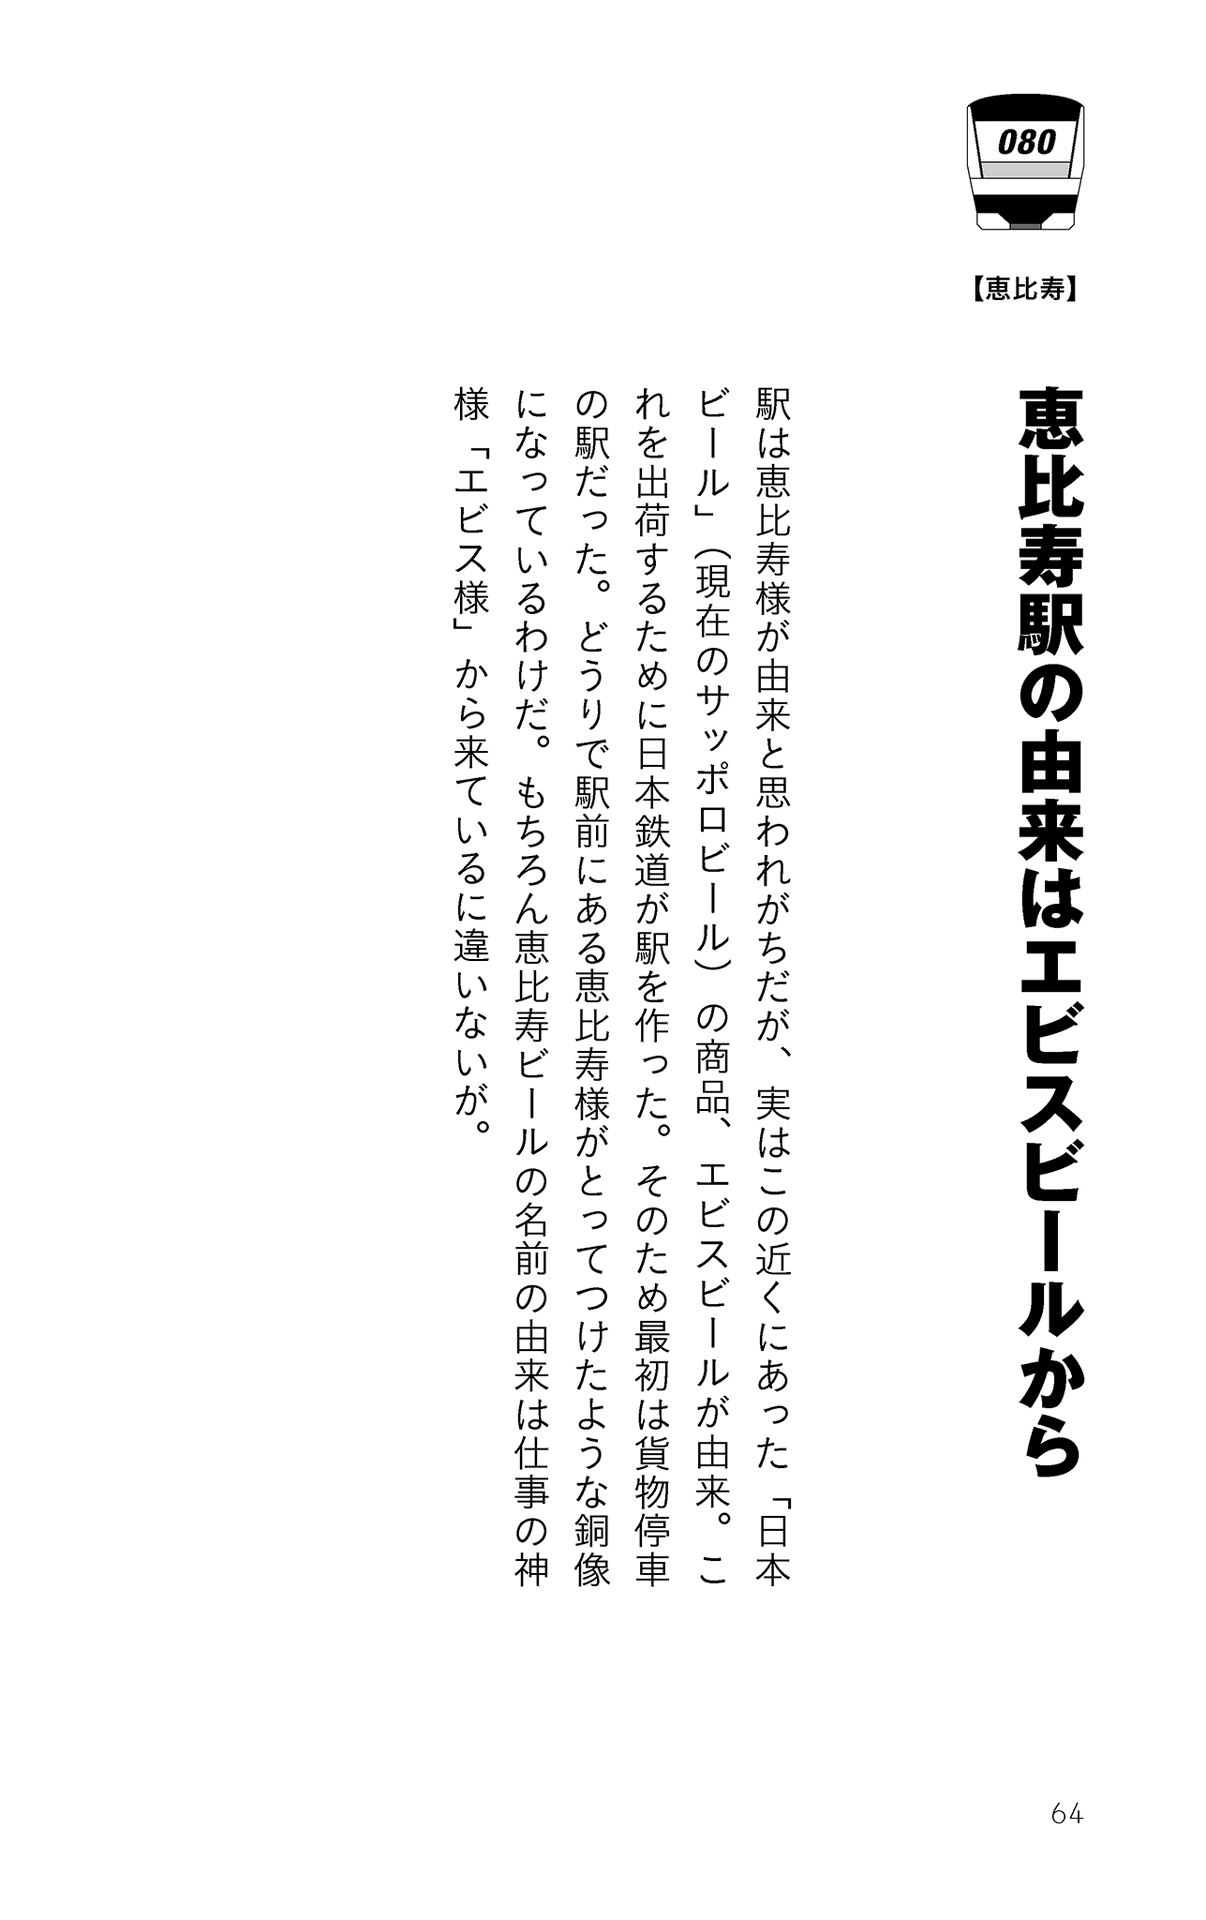 080
【恵比寿】
恵比寿駅の由来はエビスビールから
駅は恵比寿様が由来と思われがちだが、実はこの近くにあった「日本
ビール」（現在のサッポロビール）の商品、エビスビールが由来。こ
れを出荷するために日本鉄道が駅を作った。そのため最初は貨物停車
の駅だった。どうりで駅前にある恵比寿様がとってつけたような銅像
になっているわけだ。もちろん恵比寿ビールの名前の由来は仕事の神
様「エビス様」から来ているに違いないが。
64